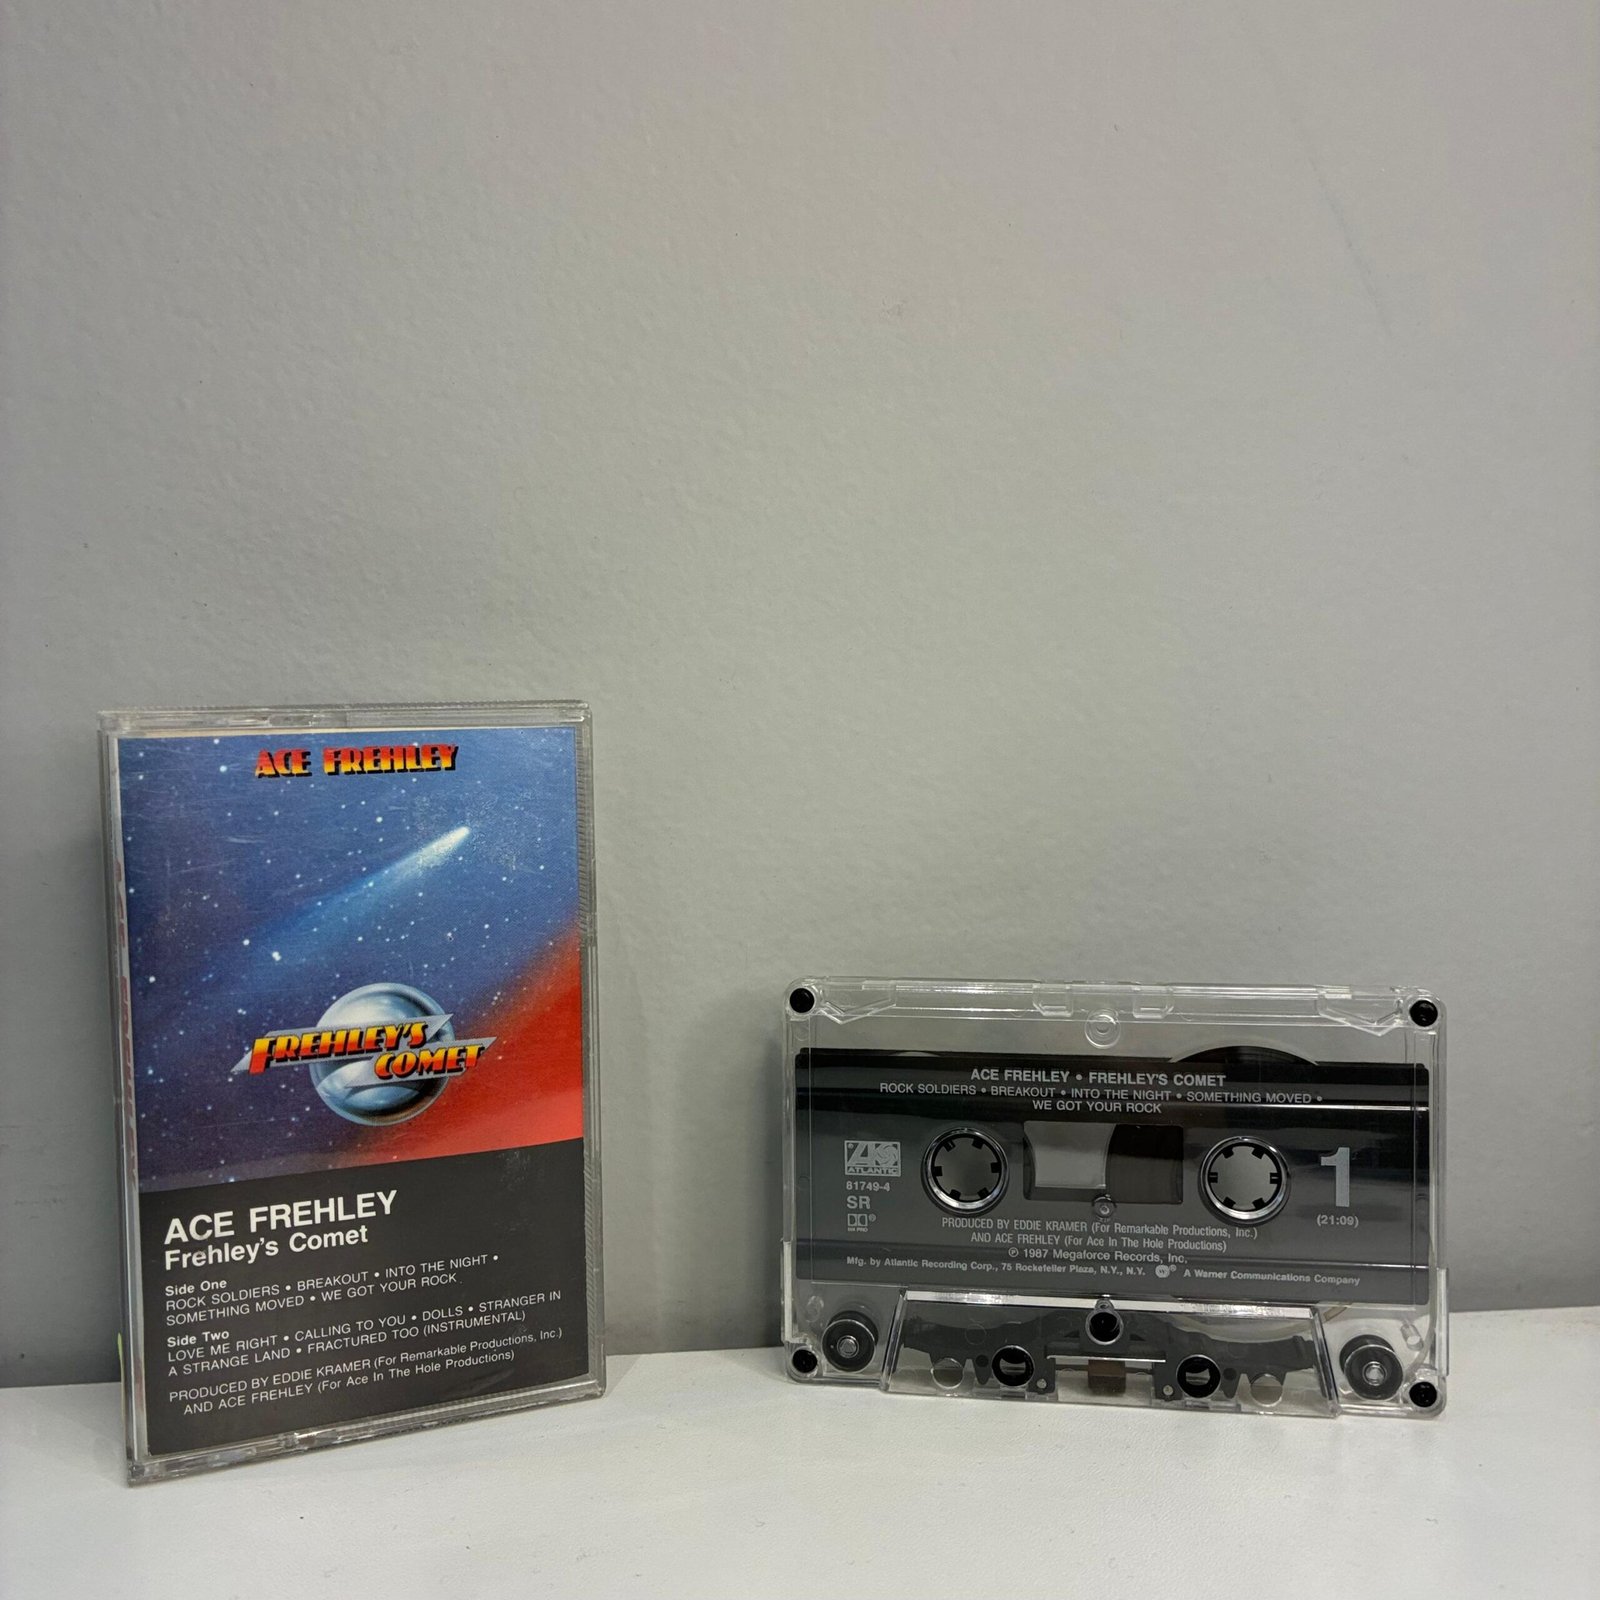 ACE FREHLEY
FREHLEY'S
COMET
ACE FREHLEY
Frehley's Comet
Side One
ROCK SOLDIERS • BREAKOUT • INTO THE NIGHT •
SOMETHING MOVED • WE GOT YOUR ROCK
Side Two
LOVE ME RIGHT • CALLING TO YOU • DOLLS • STRANGER IN
A STRANGE LAND • FRACTURED TOO (INSTRUMENTAL)
PRODUCED BY EDDIE KRAMER (For Remarkable Productions, Inc.)
AND ACE FREHLEY (For Ace In The Hole Productions)
ACE FREHLEY • FREHLEY'S COMET
ROCK SOLDIERS • BREAKOUT • INTO THE NIGHT • SOMETHING MOVED •
WE GOT YOUR ROCK
ATLANTIC
81749-4
SR
HX PRO
1
(21:09)
PRODUCED BY EDDIE KRAMER (For Remarkable Productions, Inc.)
AND ACE FREHLEY (For Ace In The Hole Productions)
℗ 1987 Megaforce Records, Inc.
Mfg. by Atlantic Recording Corp., 75 Rockefeller Plaza, N.Y., N.Y. ® A Warner Communications Company